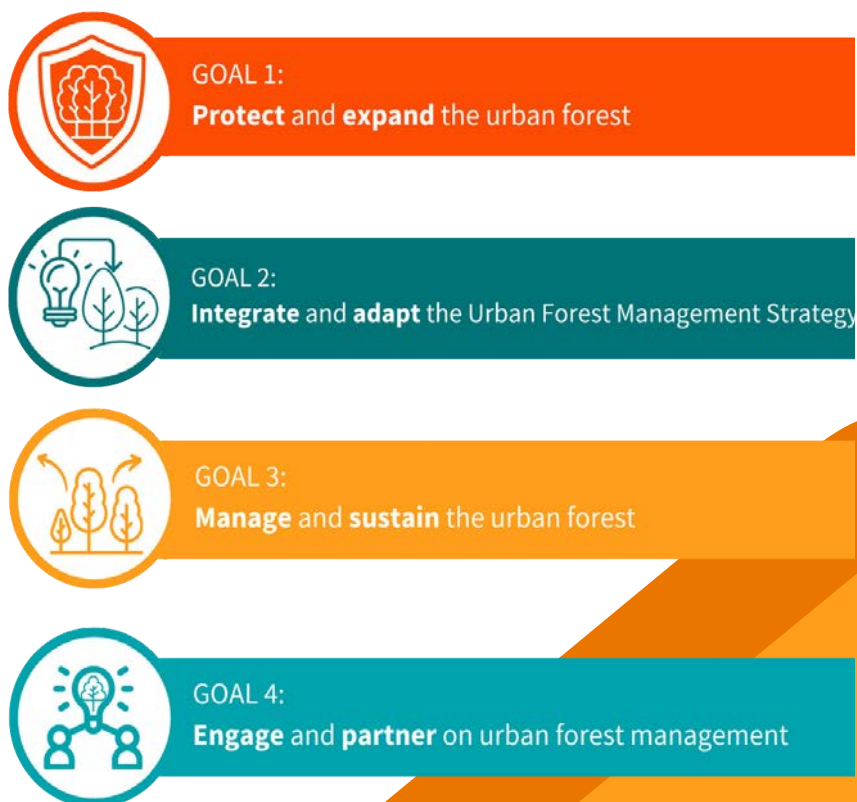 GOAL 1:
Protect and expand the urban forest
GOAL 2:
Integrate and adapt the Urban Forest Management Strategy
GOAL 3:
Manage and sustain the urban forest
GOAL 4:
Engage and partner on urban forest management